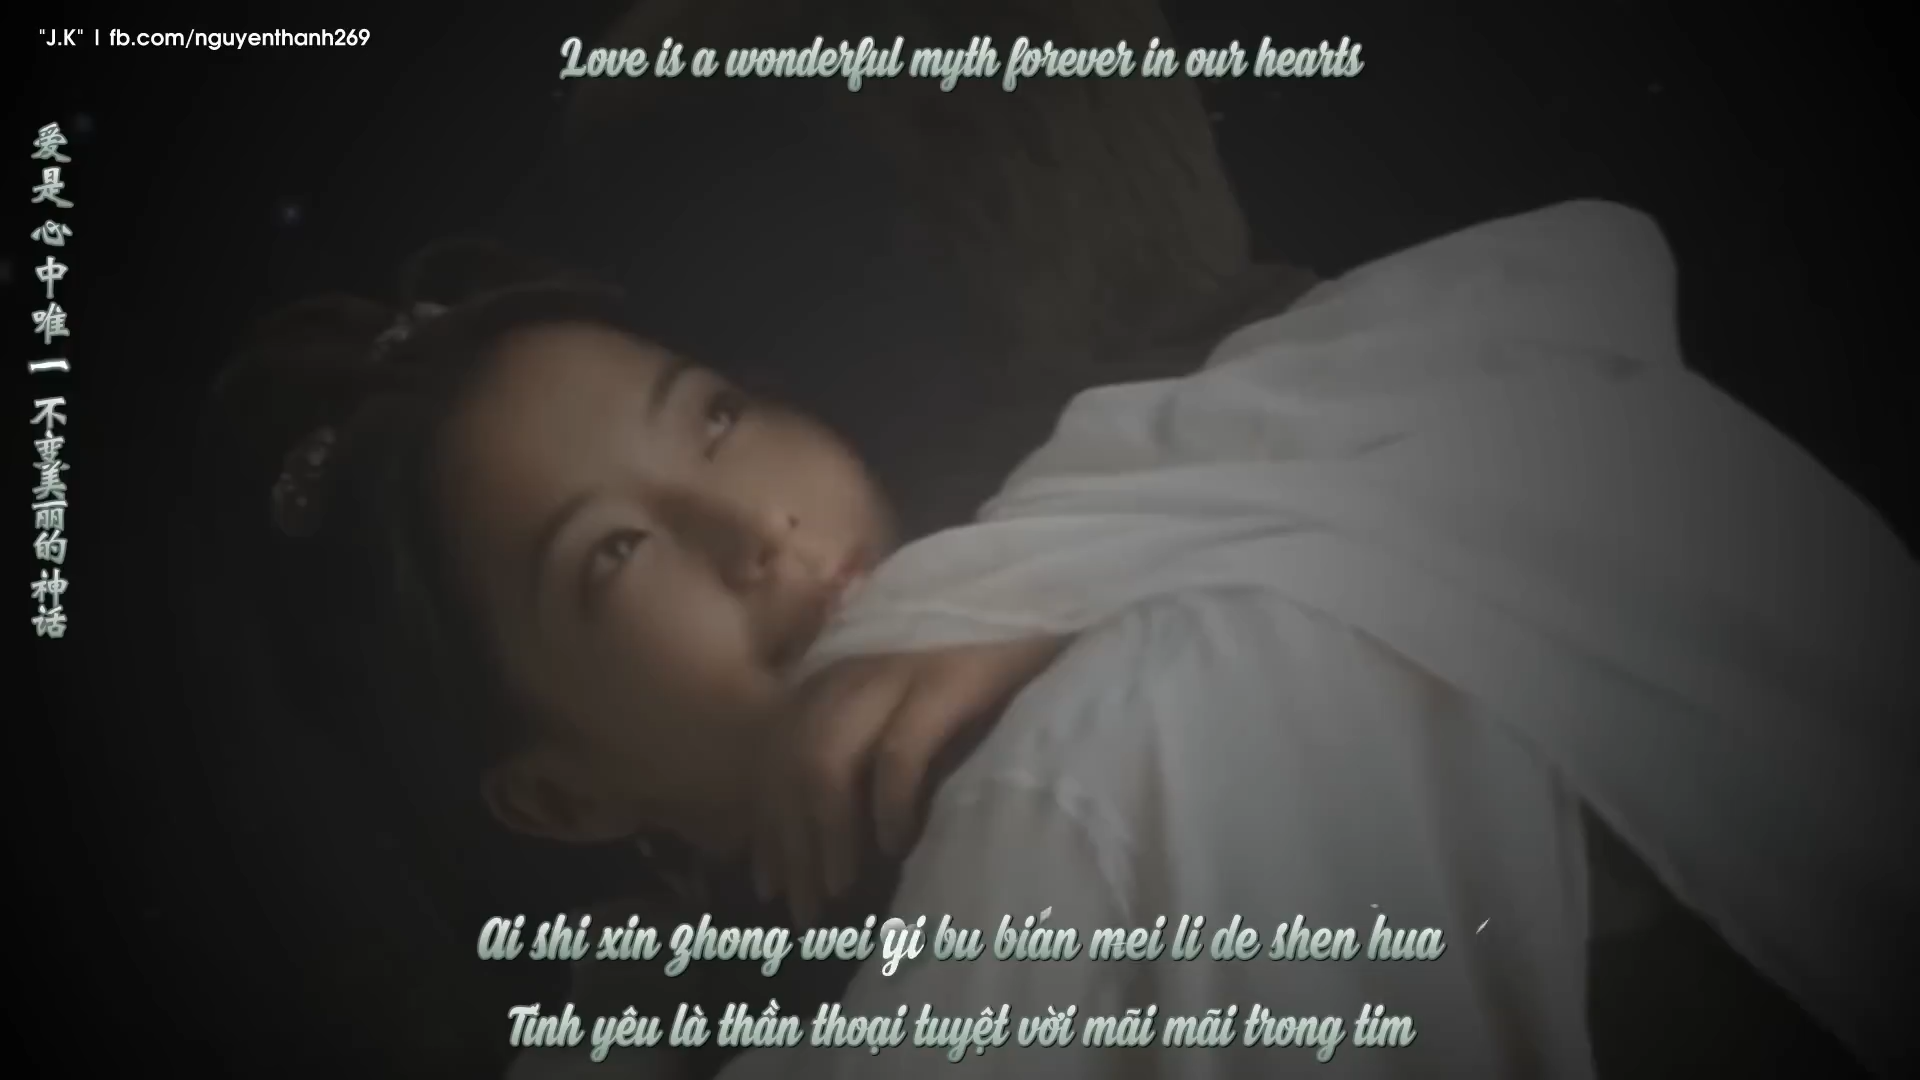 "J.K" | fb.com/nguyenthanh269
Love is a wonderful myth forever in our hearts
爱是心中唯一不变美丽的神话
Ai shi xin zhong wei yi bu bian mei li de shen hua
Tình yêu là thần thoại tuyệt vời mãi mãi trong tim